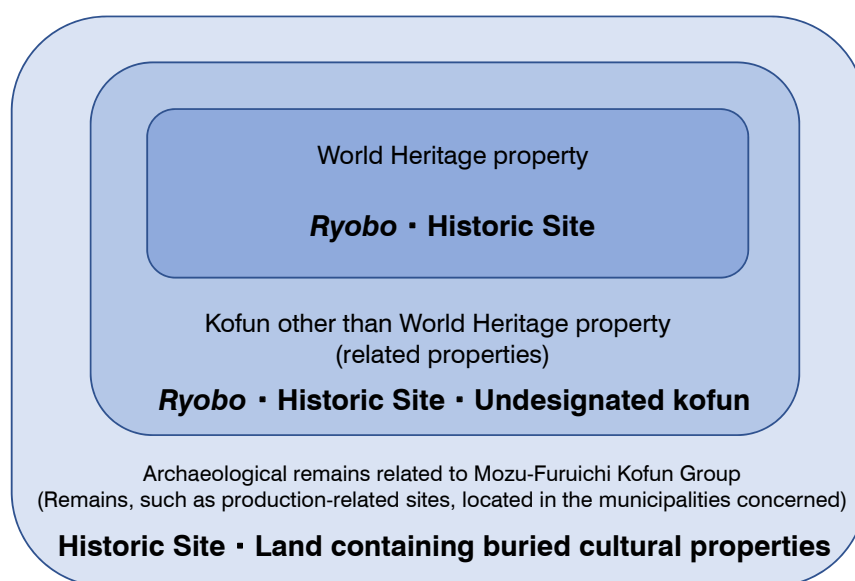 World Heritage property
Ryobo・Historic Site
Kofun other than World Heritage property
(related properties)
Ryobo・Historic Site・Undesignated kofun
Archaeological remains related to Mozu-Furuichi Kofun Group
(Remains, such as production-related sites, located in the municipalities concerned)
Historic Site・Land containing buried cultural properties